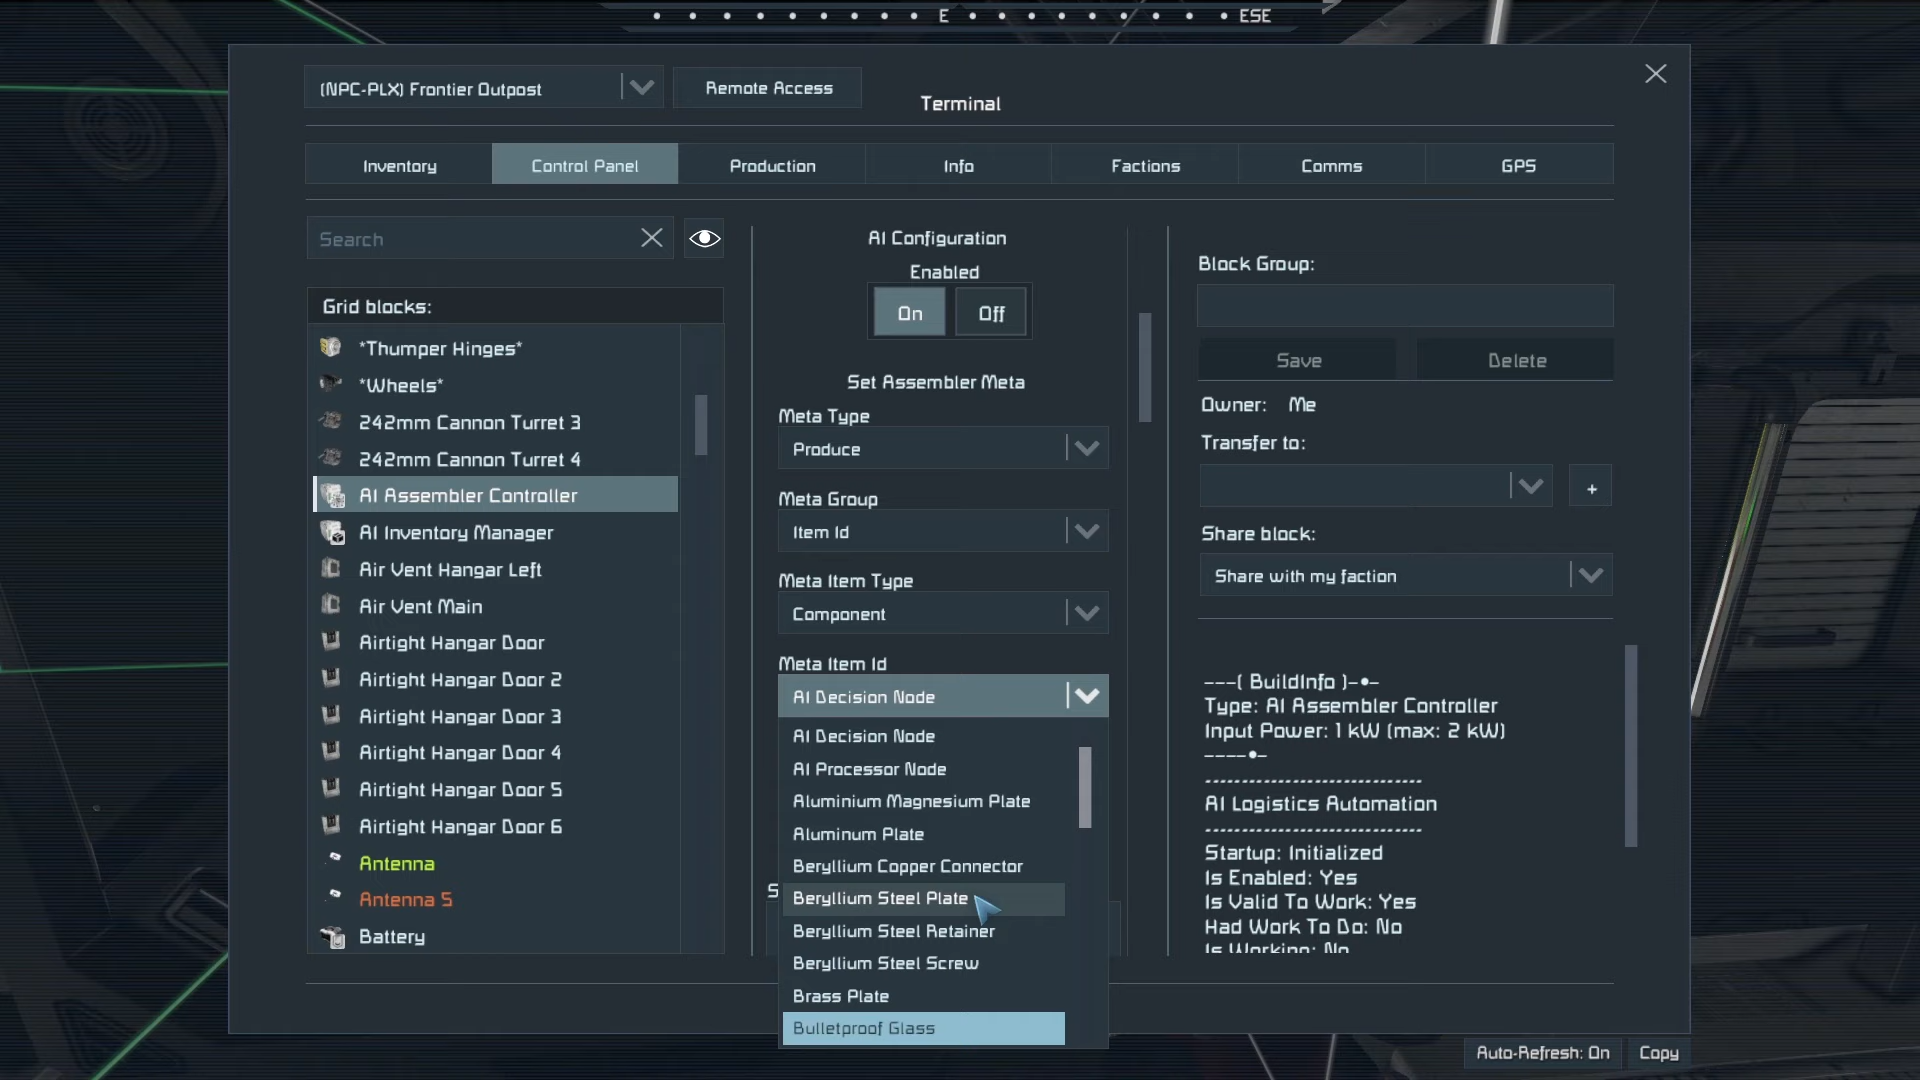 E
ESE
(NPC-PLX) Frontier Outpost
Remote Access
Terminal
Inventory
Control Panel
Production
Info
Factions
Comms
GPS
Search
Grid blocks:
*Thumper Hinges*
*Wheels*
242mm Cannon Turret 3
242mm Cannon Turret 4
AI Assembler Controller
AI Inventory Manager
Air Vent Hangar Left
Air Vent Main
Airtight Hangar Door
Airtight Hangar Door 2
Airtight Hangar Door 3
Airtight Hangar Door 4
Airtight Hangar Door 5
Airtight Hangar Door 6
Antenna
Antenna 5
Battery
AI Configuration
Enabled
On
Off
Set Assembler Meta
Meta Type
Produce
Meta Group
Item Id
Meta Item Type
Component
Meta Item Id
AI Decision Node
AI Decision Node
AI Processor Node
Aluminium Magnesium Plate
Aluminum Plate
Beryllium Copper Connector
Beryllium Steel Plate
Beryllium Steel Retainer
Beryllium Steel Screw
Brass Plate
Bulletproof Glass
Block Group:
Save
Delete
Owner: Me
Transfer to:
+
Share block:
Share with my faction
---( BuildInfo )-•-
Type: AI Assembler Controller
Input Power: 1 kW (max: 2 kW)
----•-
------------------------------
AI Logistics Automation
------------------------------
Startup: Initialized
Is Enabled: Yes
Is Valid To Work: Yes
Had Work To Do: No
Is Working: No
Auto-Refresh: On
Copy